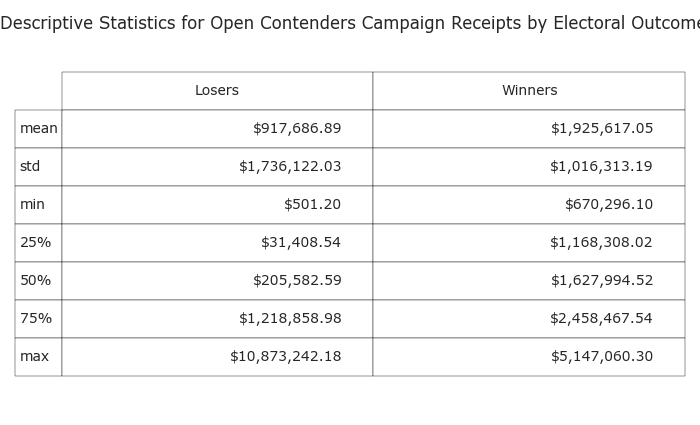 Descriptive Statistics for Open Contenders Campaign Receipts by Electoral Outcome
Losers Winners
mean $917,686.89 $1,925,617.05
std $1,736,122.03 $1,016,313.19
min $501.20 $670,296.10
25% $31,408.54 $1,168,308.02
50% $205,582.59 $1,627,994.52
75% $1,218,858.98 $2,458,467.54
max $10,873,242.18 $5,147,060.30